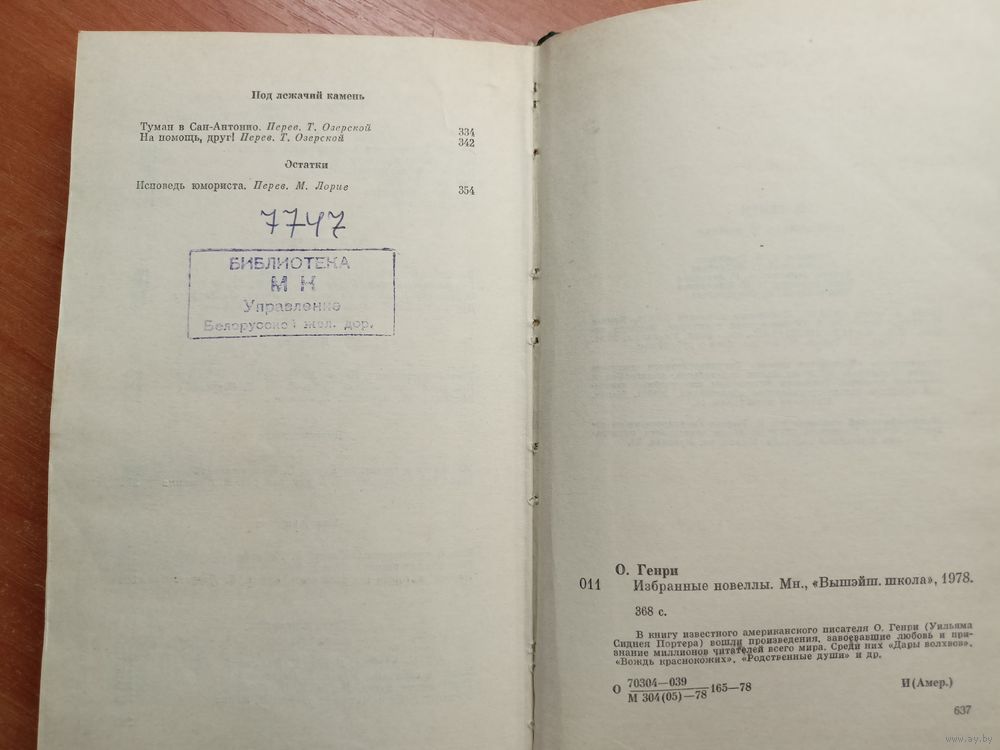 Под лежачий камень
Туман в Сан-Антонио. Перев. Т. Озерской 334
На помощь, друг! Перев. Т. Озерской 342
Остатки
Исповедь юмориста. Перев. М. Лорие 354
7747
БИБЛИОТЕКА
М Н
Управление
Белорусской жел. дор.
О. Генри
011 Избранные новеллы. Мн., «Вышэйш. школа», 1978.
368 с.
В книгу известного американского писателя О. Генри (Уильяма
Сиднея Портера) вошли произведения, завоевавшие любовь и при-
знание миллионов читателей всего мира. Среди них «Дары волхвов»,
«Вождь краснокожих», «Родственные души» и др.
О 70304—039 165—78 И(Амер.)
М 304(05)—78
637
www.ay.by